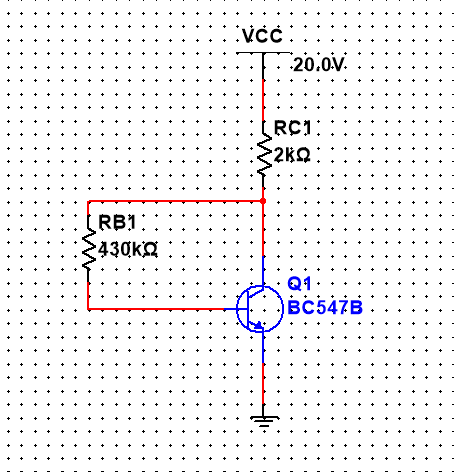 VCC
20.0V
RC1
2kΩ
RB1
430kΩ
Q1
BC547B